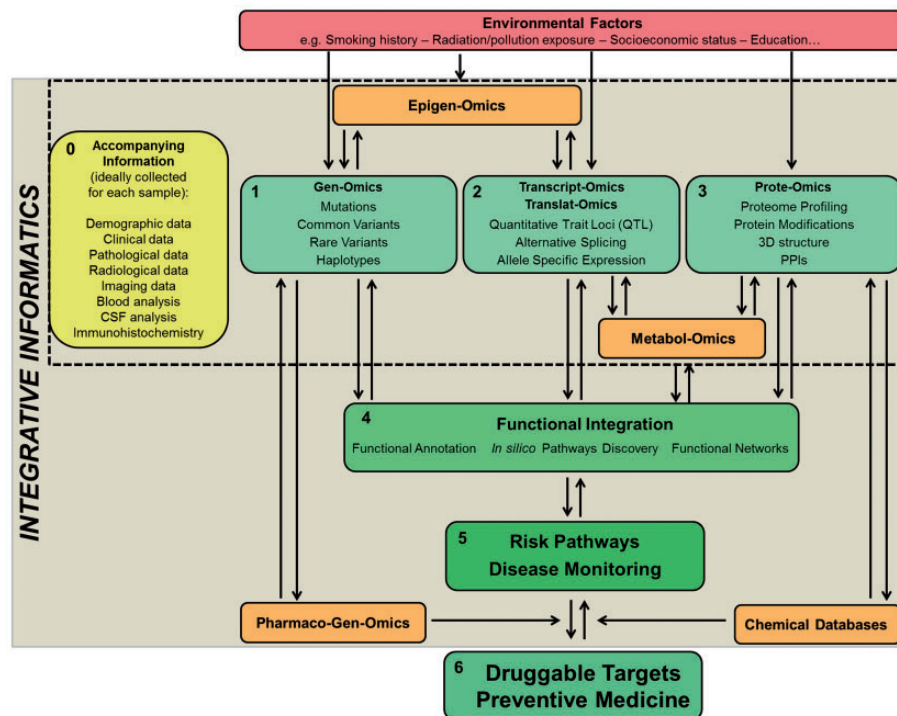 Environmental Factors
e.g. Smoking history – Radiation/pollution exposure – Socioeconomic status – Education…
INTEGRATIVE INFORMATICS
Epigen-Omics
0
Accompanying
Information
(ideally collected
for each sample):
Demographic data
Clinical data
Pathological data
Radiological data
Imaging data
Blood analysis
CSF analysis
Immunohistochemistry
1
Gen-Omics
Mutations
Common Variants
Rare Variants
Haplotypes
2
Transcript-Omics
Translat-Omics
Quantitative Trait Loci (QTL)
Alternative Splicing
Allele Specific Expression
3
Prote-Omics
Proteome Profiling
Protein Modifications
3D structure
PPIs
Metabol-Omics
4
Functional Integration
Functional Annotation In silico Pathways Discovery Functional Networks
5
Risk Pathways
Disease Monitoring
Pharmaco-Gen-Omics
Chemical Databases
6
Druggable Targets
Preventive Medicine